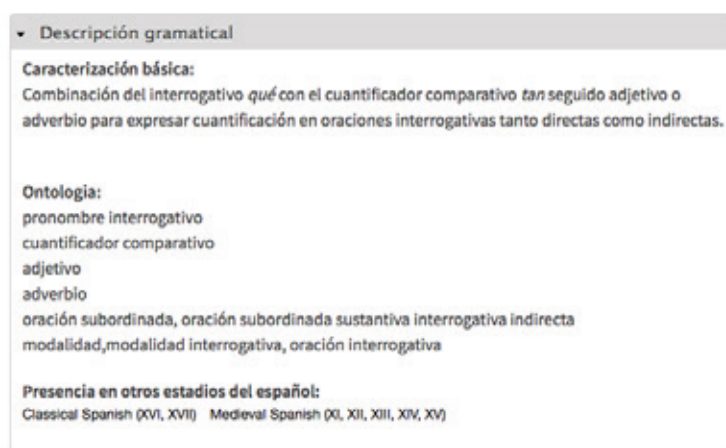 Descripción gramatical
Caracterización básica:
Combinación del interrogativo qué con el cuantificador comparativo tan seguido adjetivo o
adverbio para expresar cuantificación en oraciones interrogativas tanto directas como indirectas.
Ontologia:
pronombre interrogativo
cuantificador comparativo
adjetivo
adverbio
oración subordinada, oración subordinada sustantiva interrogativa indirecta
modalidad,modalidad interrogativa, oración interrogativa
Presencia en otros estadios del español:
Classical Spanish (XVI, XVII) Medieval Spanish (XI, XII, XIII, XIV, XV)